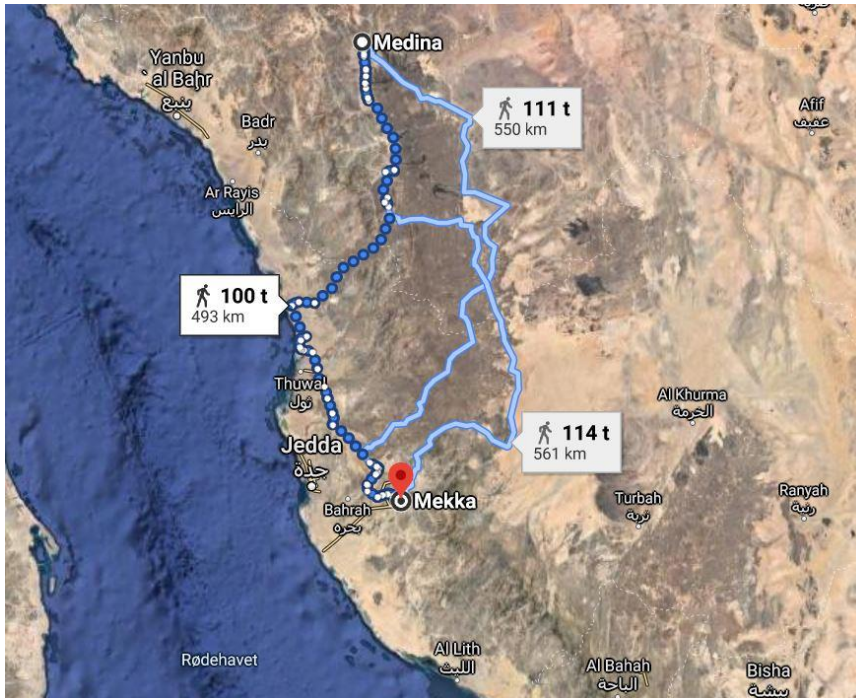 Medina
Yanbu
`al Baḩr
ينبع
111 t
550 km
Afif
عفيف
Badr
بدر
Ar Rayis
الرايس
100 t
493 km
Thuwal
ثول
Al Khurma
الخرمة
Jedda
جدة
114 t
561 km
Mekka
Bahrah
بحره
Turbah
تربة
Ranyah
رنية
Rødehavet
Al Lith
الليث
Al Bahah
الباحة
Bisha
بيشة